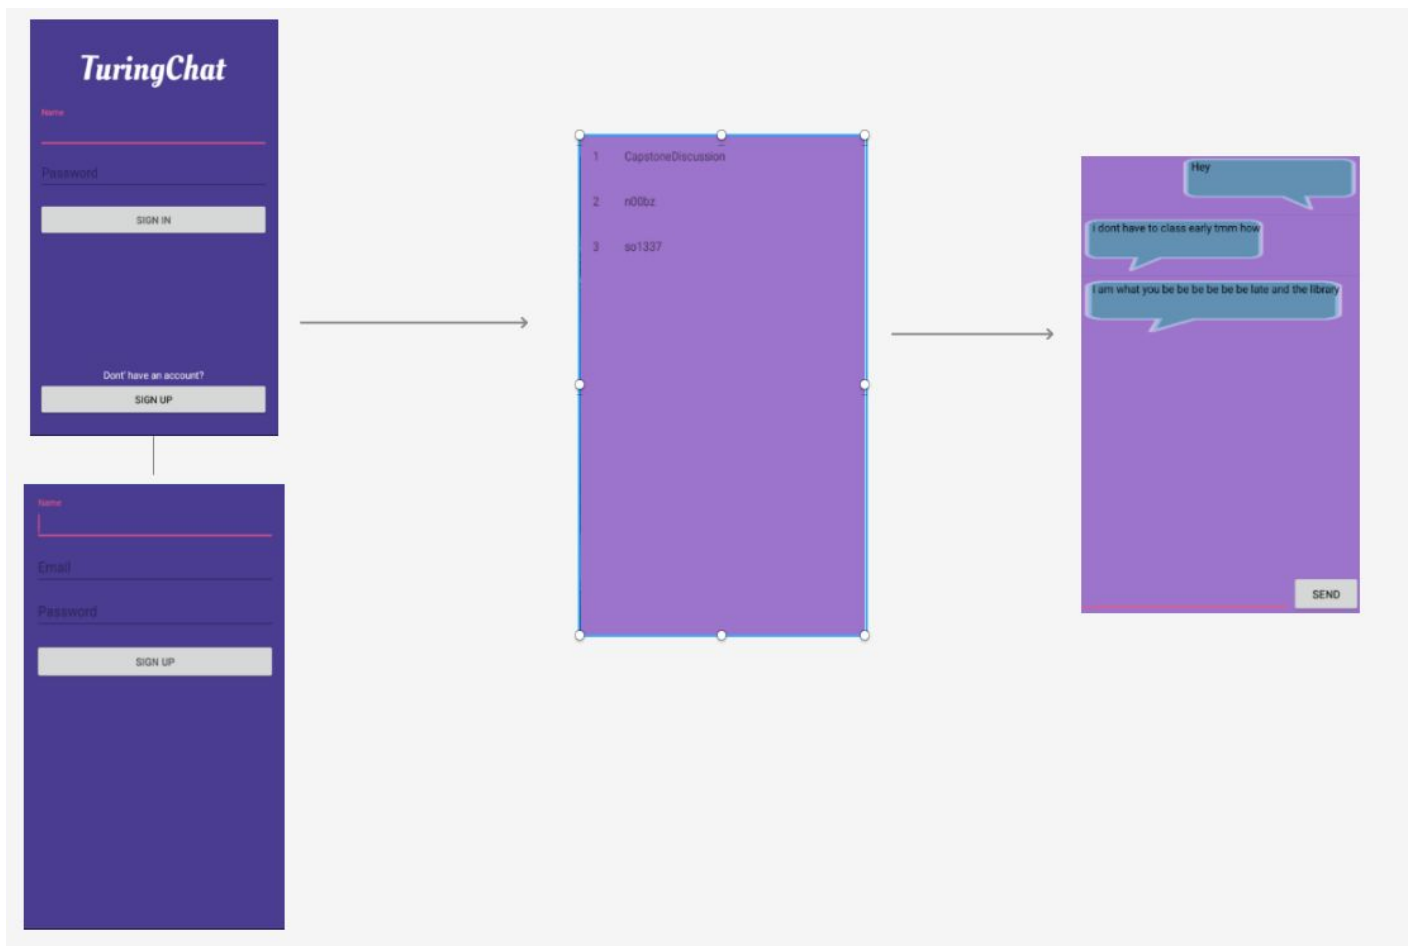 TuringChat
Name
Password
SIGN IN
Dont' have an account?
SIGN UP
Name
Email
Password
SIGN UP
1 CapstoneDiscussion
2 n00bz
3 so1337
Hey
i dont have to class early tmm how
I am what you be be be be be be late and the library
SEND